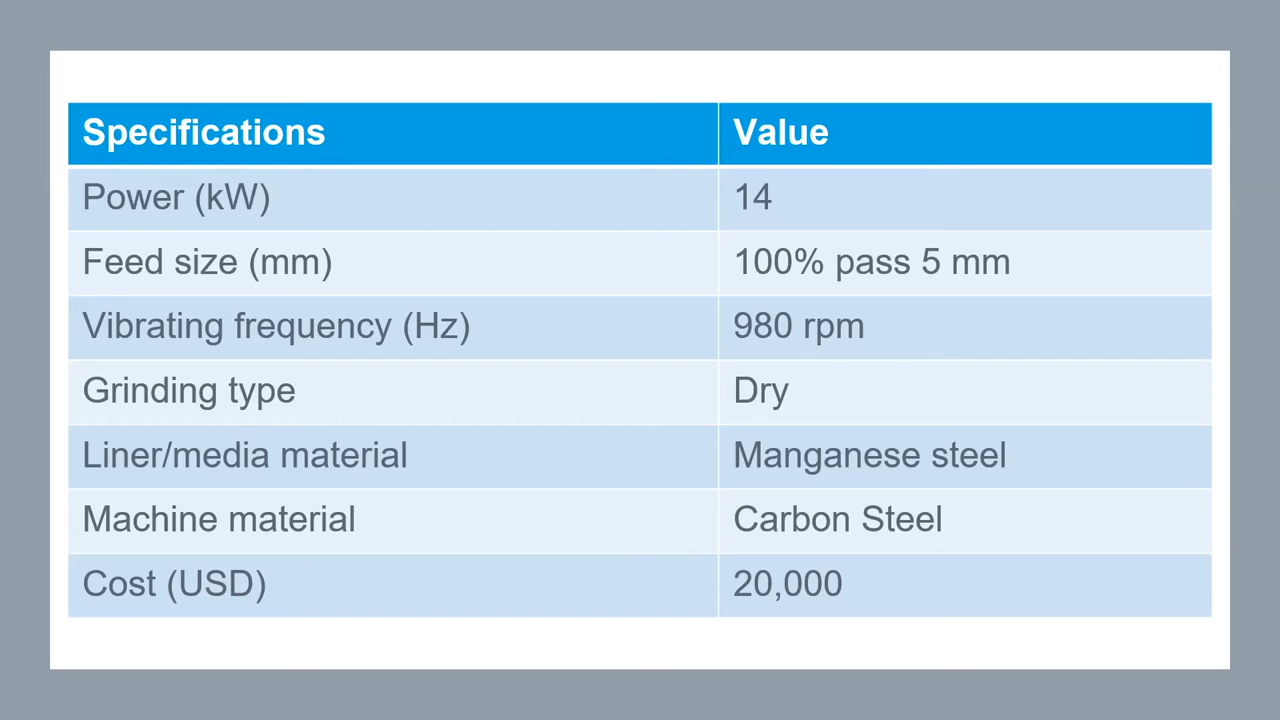 Specifications Value
Power (kW) 14
Feed size (mm) 100% pass 5 mm
Vibrating frequency (Hz) 980 rpm
Grinding type Dry
Liner/media material Manganese steel
Machine material Carbon Steel
Cost (USD) 20,000